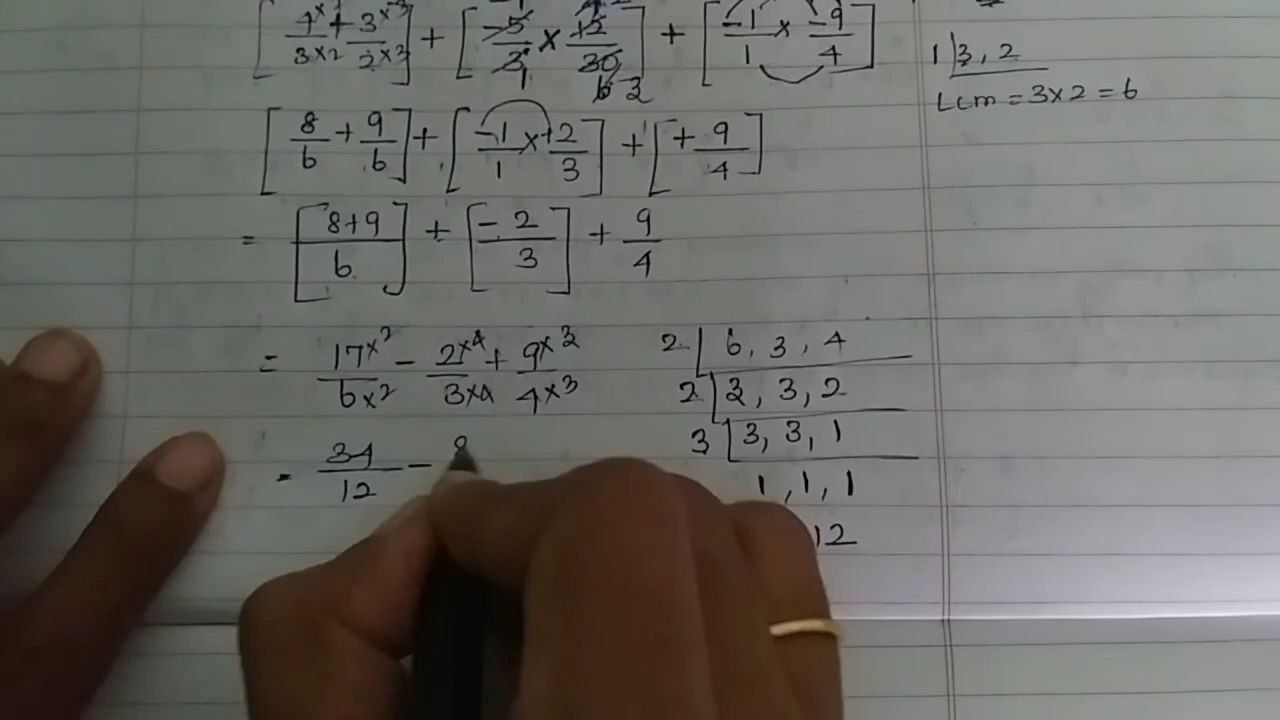 [4×2/3×2 + 3×3/2×3] + [-5/3 × 12/30] + [-1/1 × -9/4]
1 | 3, 2
Lcm = 3×2 = 6
[8/6 + 9/6] + [-1/1 × +2/3] + [+ 9/4]
= [8+9/6] + [-2/3] + 9/4
= 17×2/6×2 - 2×4/3×4 + 9×3/4×3
2 | 6, 3, 4
2 | 3, 3, 2
3 | 3, 3, 1
1, 1, 1
= 34/12 - 8
12